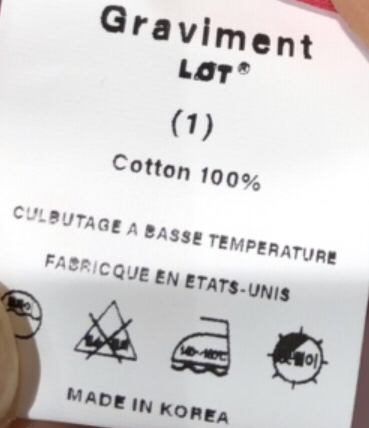 Graviment
LØT®
(1)
Cotton 100%
CULBUTAGE A BASSE TEMPERATURE
FABRICQUE EN ETATS-UNIS
MADE IN KOREA